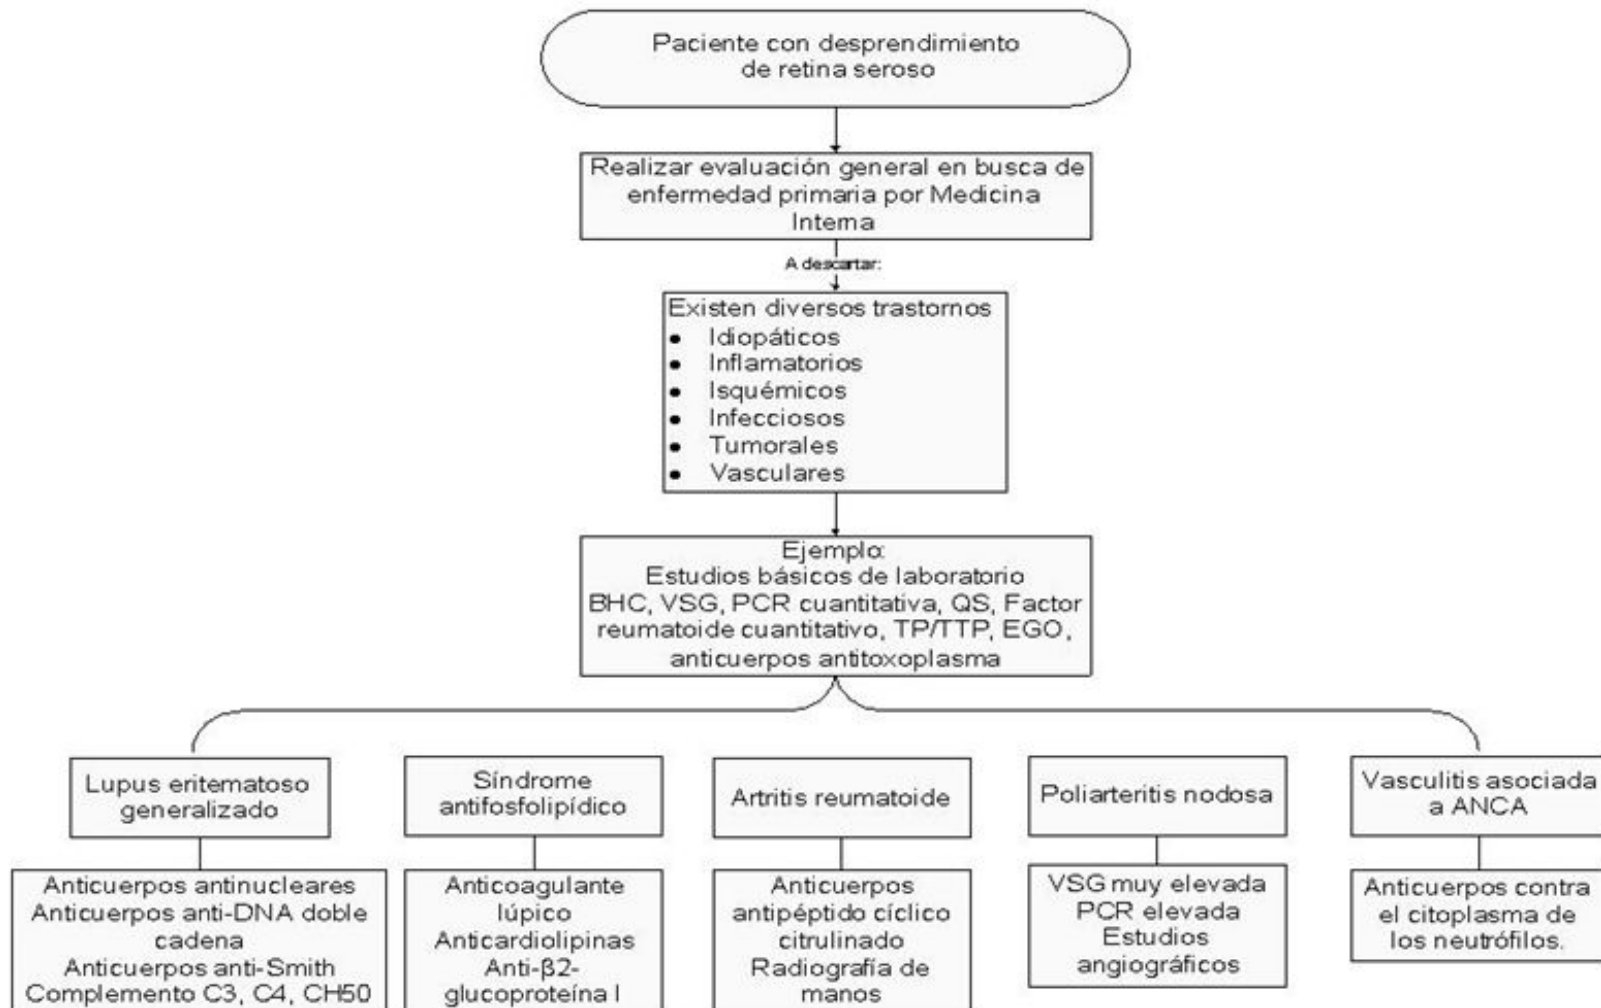 Paciente con desprendimiento
de retina seroso
Realizar evaluación general en busca de
enfermedad primaria por Medicina
Interna
A descartar:
Existen diversos trastornos
• Idiopáticos
• Inflamatorios
• Isquémicos
• Infecciosos
• Tumorales
• Vasculares
Ejemplo:
Estudios básicos de laboratorio
BHC, VSG, PCR cuantitativa, QS, Factor
reumatoide cuantitativo, TP/TTP, EGO,
anticuerpos antitoxoplasma
Lupus eritematoso
generalizado
Anticuerpos antinucleares
Anticuerpos anti-DNA doble
cadena
Anticuerpos anti-Smith
Complemento C3, C4, CH50
Síndrome
antifosfolipídico
Anticoagulante
lúpico
Anticardiolipinas
Anti-β2-
glucoproteína I
Artritis reumatoide
Anticuerpos
antipéptido cíclico
citrulinado
Radiografía de
manos
Poliarteritis nodosa
VSG muy elevada
PCR elevada
Estudios
angiográficos
Vasculitis asociada
a ANCA
Anticuerpos contra
el citoplasma de
los neutrófilos.